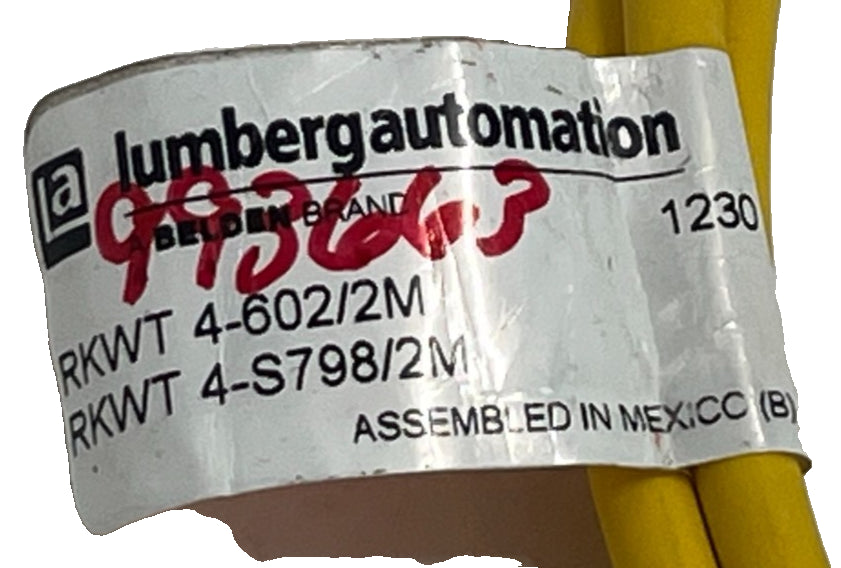 la lumbergautomation
993663
A BELDEN BRAND
1230
RKWT 4-602/2M
RKWT 4-S798/2M
ASSEMBLED IN MEXICO (B)